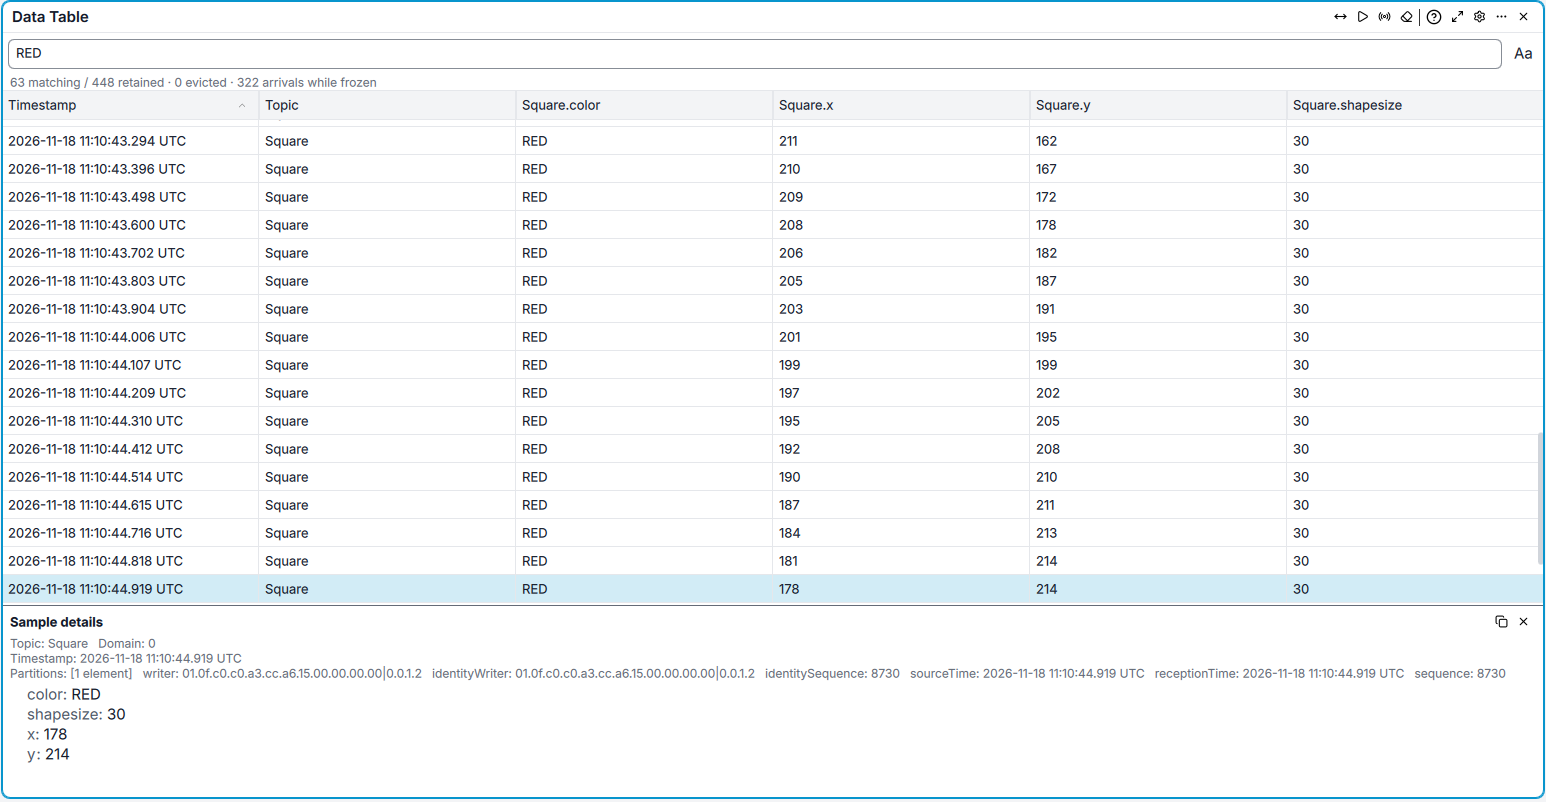 Data Table
RED
Aa
63 matching / 448 retained · 0 evicted · 322 arrivals while frozen
Timestamp Topic Square.color Square.x Square.y Square.shapesize
2026-11-18 11:10:43.294 UTC Square RED 211 162 30
2026-11-18 11:10:43.396 UTC Square RED 210 167 30
2026-11-18 11:10:43.498 UTC Square RED 209 172 30
2026-11-18 11:10:43.600 UTC Square RED 208 178 30
2026-11-18 11:10:43.702 UTC Square RED 206 182 30
2026-11-18 11:10:43.803 UTC Square RED 205 187 30
2026-11-18 11:10:43.904 UTC Square RED 203 191 30
2026-11-18 11:10:44.006 UTC Square RED 201 195 30
2026-11-18 11:10:44.107 UTC Square RED 199 199 30
2026-11-18 11:10:44.209 UTC Square RED 197 202 30
2026-11-18 11:10:44.310 UTC Square RED 195 205 30
2026-11-18 11:10:44.412 UTC Square RED 192 208 30
2026-11-18 11:10:44.514 UTC Square RED 190 210 30
2026-11-18 11:10:44.615 UTC Square RED 187 211 30
2026-11-18 11:10:44.716 UTC Square RED 184 213 30
2026-11-18 11:10:44.818 UTC Square RED 181 214 30
2026-11-18 11:10:44.919 UTC Square RED 178 214 30
Sample details
Topic: Square Domain: 0
Timestamp: 2026-11-18 11:10:44.919 UTC
Partitions: [1 element] writer: 01.0f.c0.c0.a3.cc.a6.15.00.00.00.00|0.0.1.2 identityWriter: 01.0f.c0.c0.a3.cc.a6.15.00.00.00.00|0.0.1.2 identitySequence: 8730 sourceTime: 2026-11-18 11:10:44.919 UTC receptionTime: 2026-11-18 11:10:44.919 UTC sequence: 8730
color: RED
shapesize: 30
x: 178
y: 214